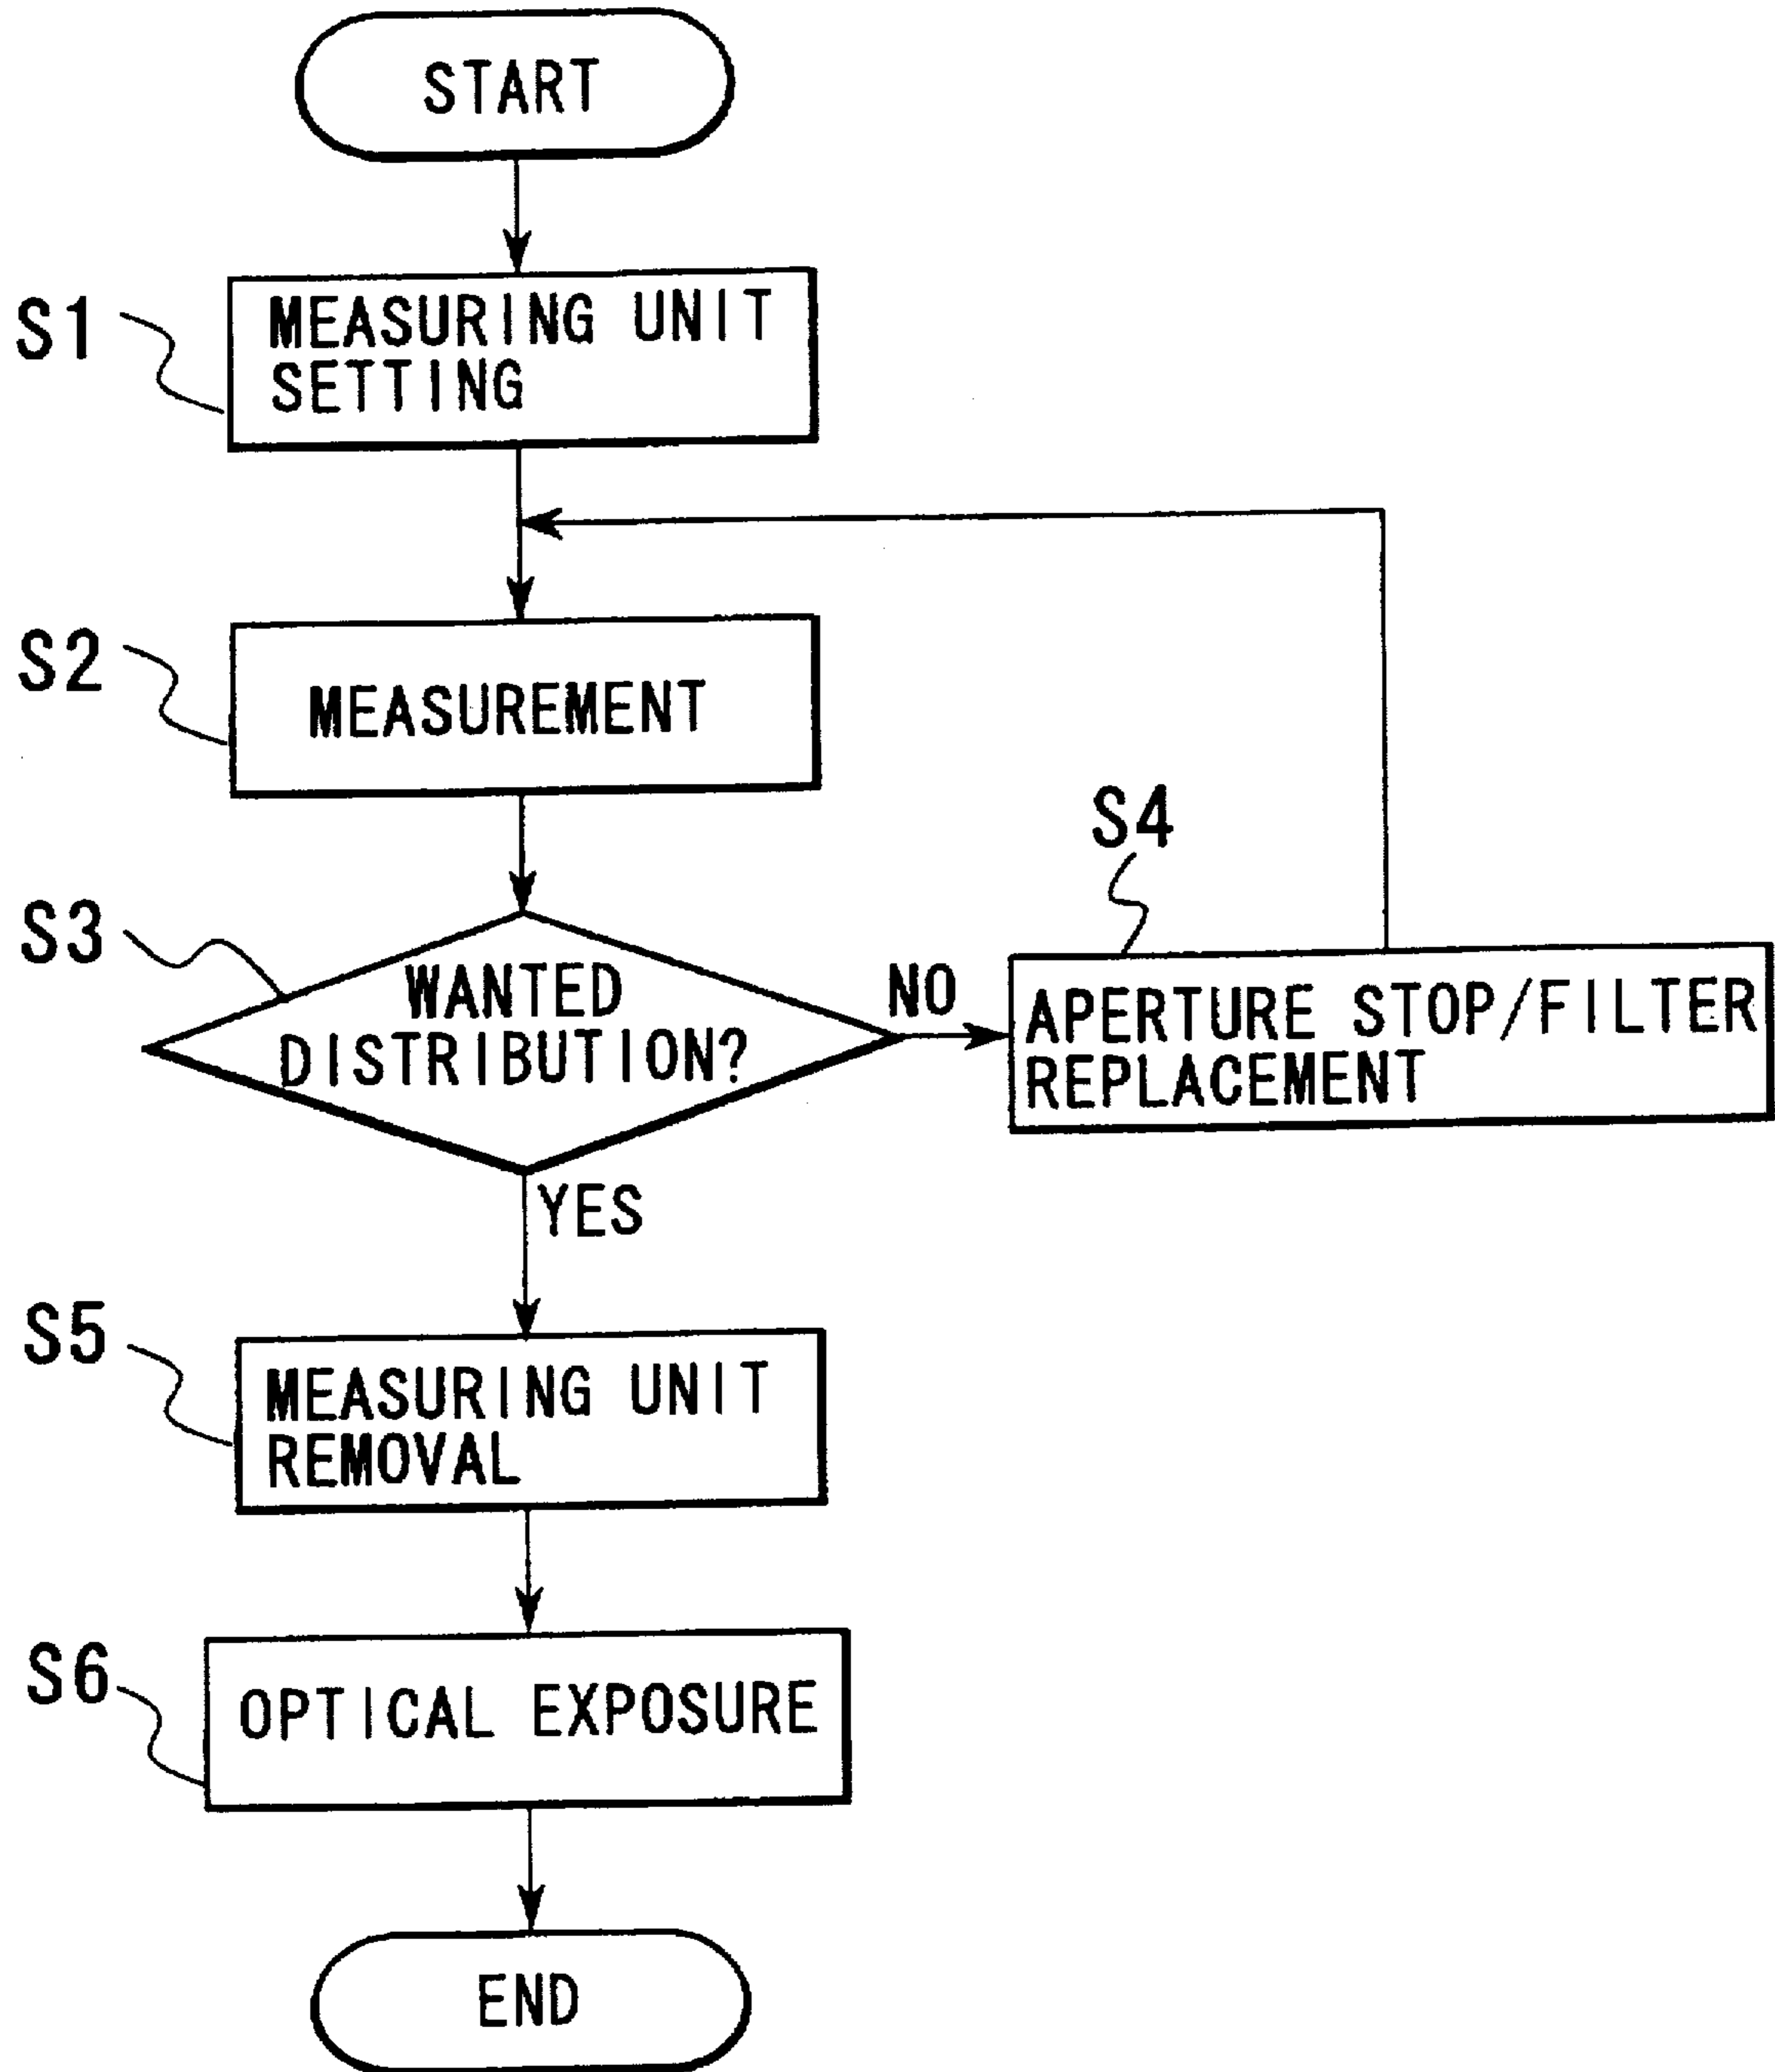 START
S1
MEASURING UNIT
SETTING
S2
MEASUREMENT
S3
WANTED
DISTRIBUTION?
NO
S4
APERTURE STOP/FILTER
REPLACEMENT
YES
S5
MEASURING UNIT
REMOVAL
S6
OPTICAL EXPOSURE
END